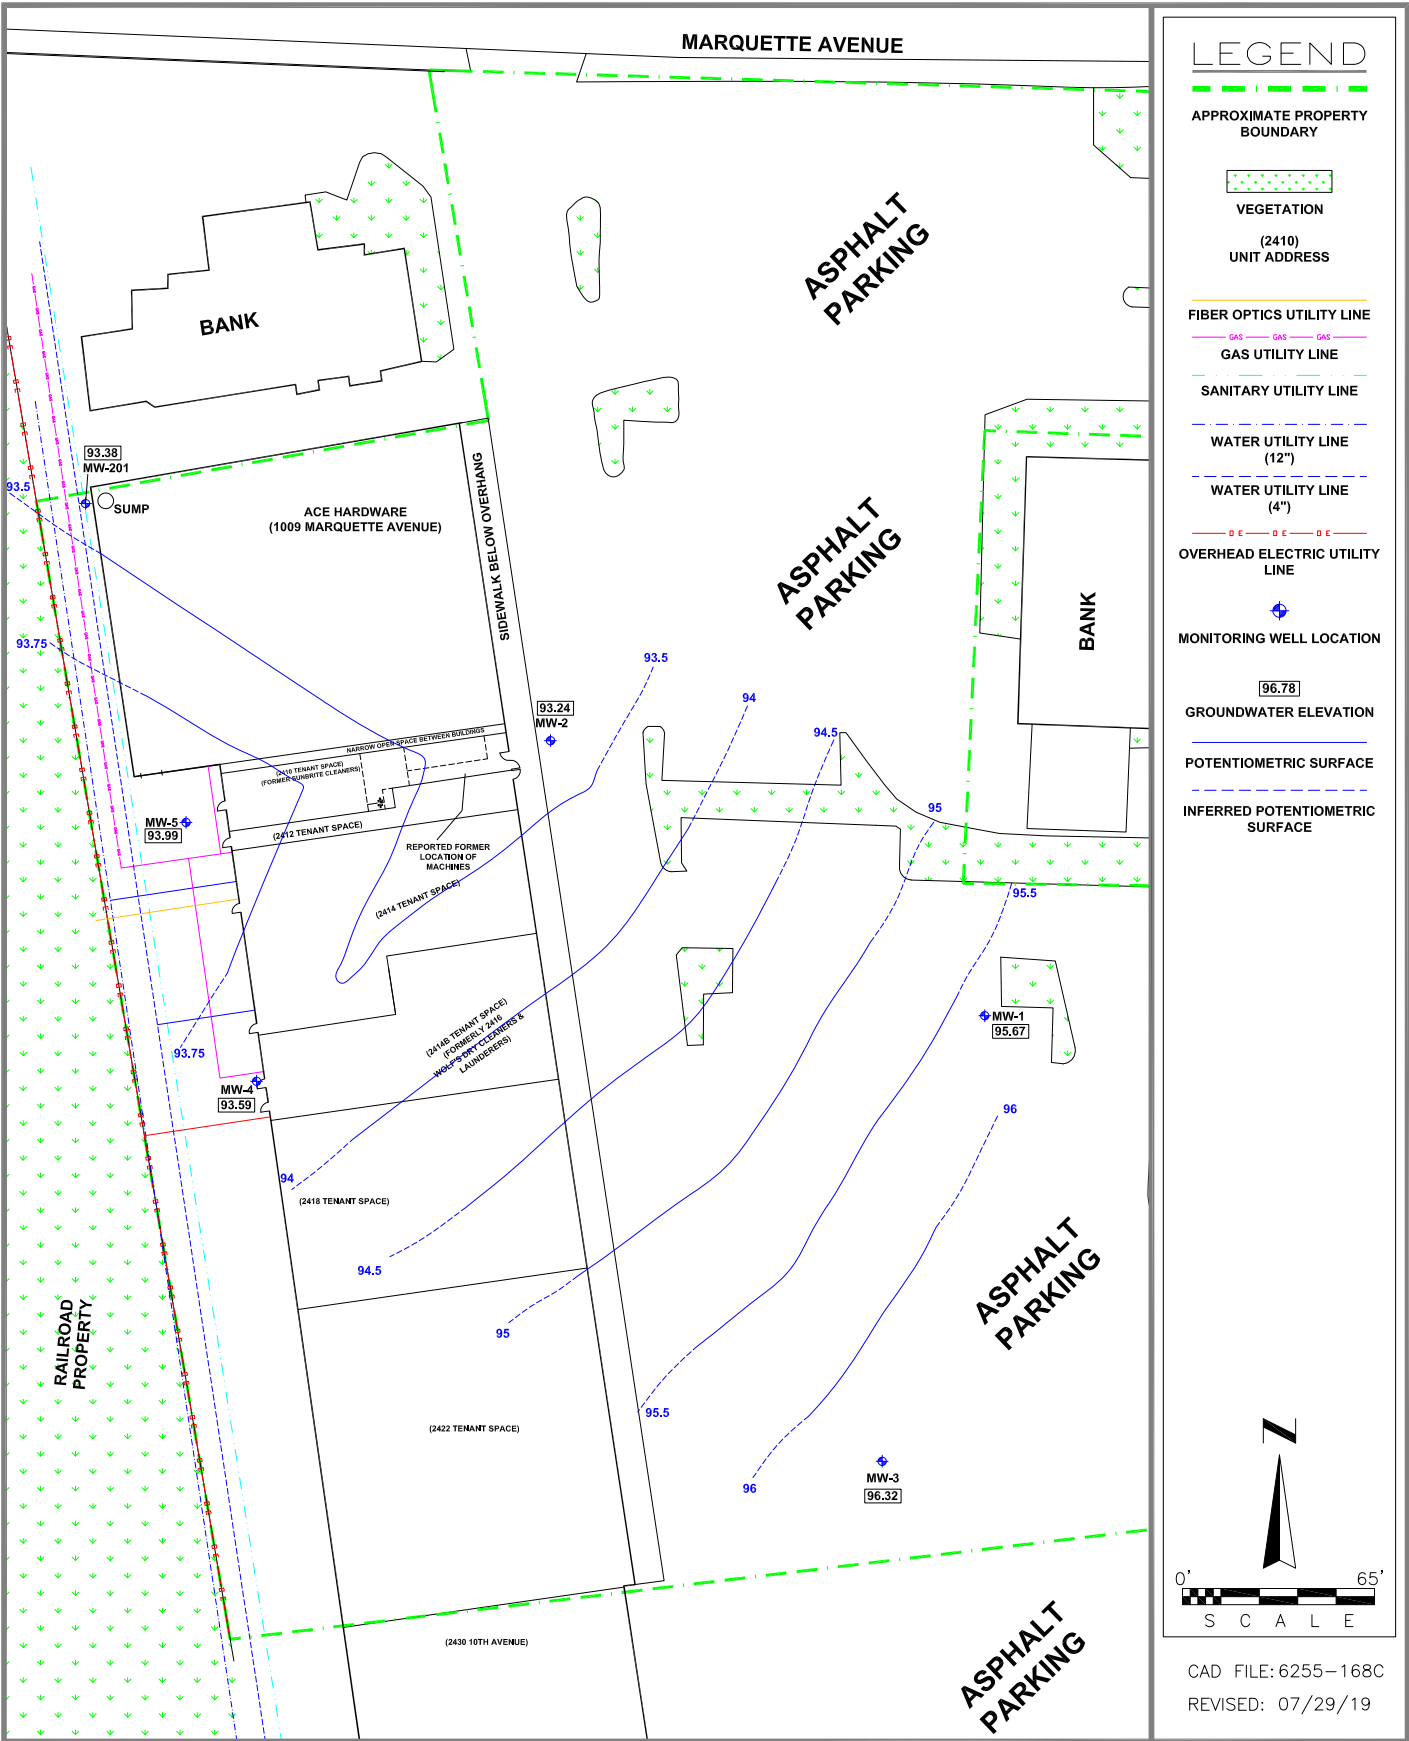 MARQUETTE AVENUE
ASPHALT
PARKING
BANK
93.38
MW-201
93.5
SUMP
ACE HARDWARE
(1009 MARQUETTE AVENUE)
SIDEWALK BELOW OVERHANG
ASPHALT
PARKING
BANK
93.75
93.5
94
94.5
93.24
MW-2
NARROW OPEN SPACE BETWEEN BUILDINGS
(2410 TENANT SPACE)
(FORMER SUNBRITE CLEANERS)
MW-5
93.99
(2412 TENANT SPACE)
REPORTED FORMER
LOCATION OF
MACHINES
(2414 TENANT SPACE)
95
95.5
MW-1
95.67
(2414B TENANT SPACE)
(FORMERLY 2416
WOLF'S DRY CLEANERS &
LAUNDERERS)
93.75
MW-4
93.59
96
94
(2418 TENANT SPACE)
94.5
95
ASPHALT
PARKING
RAILROAD
PROPERTY
(2422 TENANT SPACE)
95.5
96
MW-3
96.32
(2430 10TH AVENUE)
ASPHALT
PARKING
LEGEND
APPROXIMATE PROPERTY
BOUNDARY
VEGETATION
(2410)
UNIT ADDRESS
FIBER OPTICS UTILITY LINE
GAS GAS GAS
GAS UTILITY LINE
SANITARY UTILITY LINE
WATER UTILITY LINE
(12")
WATER UTILITY LINE
(4")
O E O E O E
OVERHEAD ELECTRIC UTILITY
LINE
MONITORING WELL LOCATION
96.78
GROUNDWATER ELEVATION
POTENTIOMETRIC SURFACE
INFERRED POTENTIOMETRIC
SURFACE
N
0' 65'
S C A L E
CAD FILE: 6255-168C
REVISED: 07/29/19